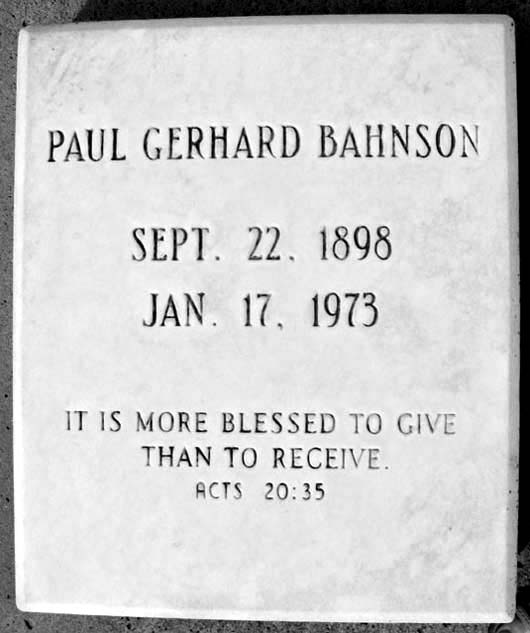 PAUL GERHARD BAHNSON
SEPT. 22. 1898
JAN. 17, 1973
IT IS MORE BLESSED TO GIVE
THAN TO RECEIVE.
ACTS 20:35